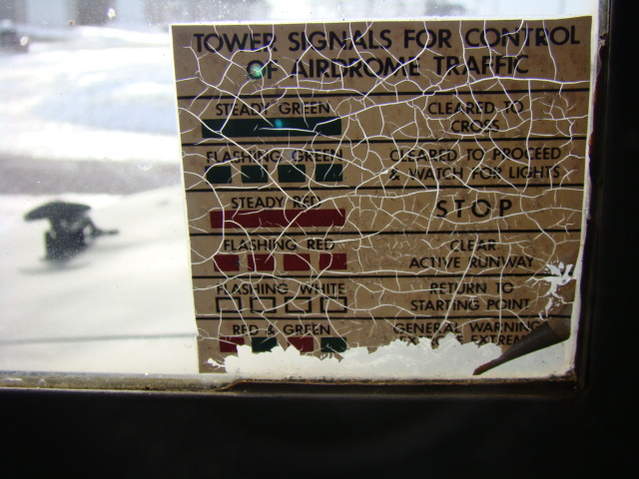 TOWER SIGNALS FOR CONTROL
OF AIRDROME TRAFFIC
STEADY GREEN
CLEARED TO
CROSS
FLASHING GREEN
CLEARED TO PROCEED
& WATCH FOR LIGHTS
STEADY RED
STOP
FLASHING RED
CLEAR
ACTIVE RUNWAY
FLASHING WHITE
RETURN TO
STARTING POINT
RED & GREEN
GENERAL WARNING